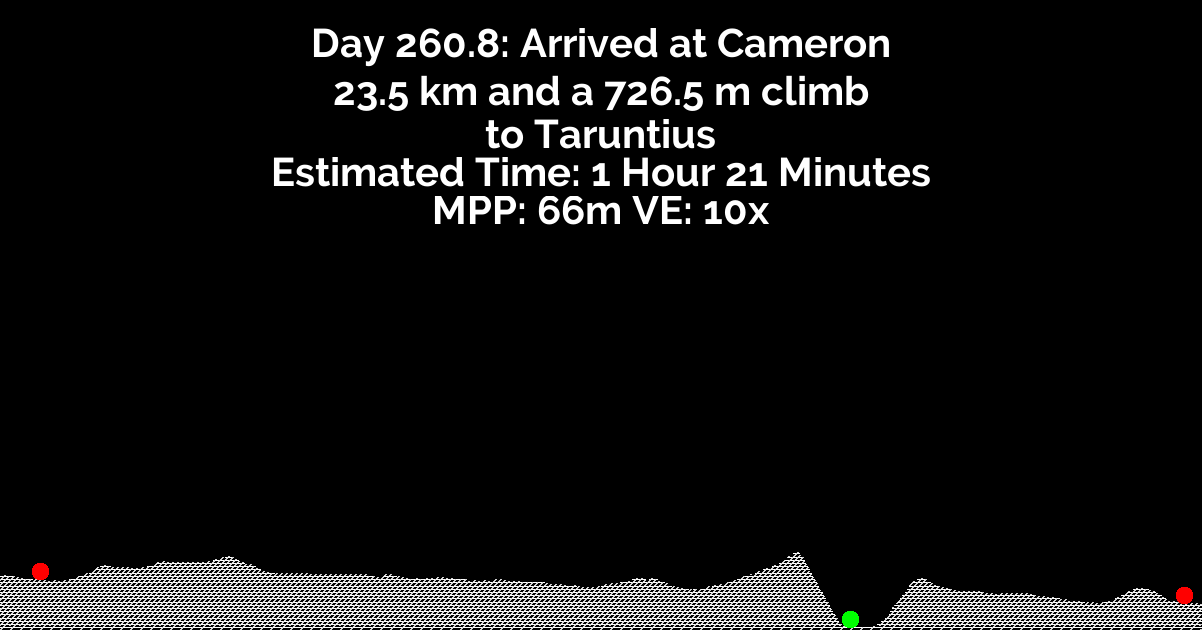 Day 260.8: Arrived at Cameron
23.5 km and a 726.5 m climb
to Taruntius
Estimated Time: 1 Hour 21 Minutes
MPP: 66m VE: 10x